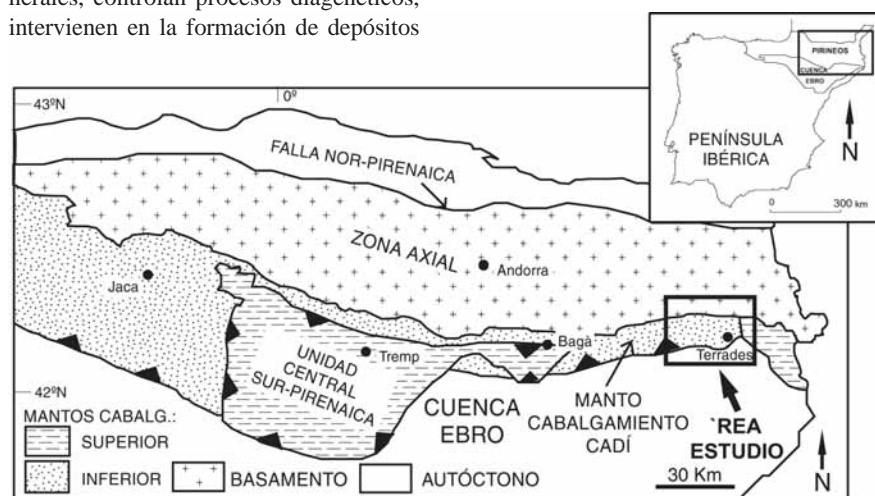 nerales, controlan procesos diagenéticos,
intervienen en la formación de depósitos
PIRINEOS
CUENCA
EBRO
PENÍNSULA
IBÉRICA
N
0 300 km
43ºN
0º
FALLA NOR-PIRENAICA
ZONA AXIAL
Andorra
Jaca
Bagà
Tremp
Terrades
UNIDAD
CENTRAL
SUR-PIRENAICA
42ºN
CUENCA
EBRO
MANTO
CABALGAMIENTO
CADÍ
`REA
ESTUDIO
MANTOS CABALG.:
SUPERIOR
INFERIOR
BASAMENTO
AUTÓCTONO
30 Km
N